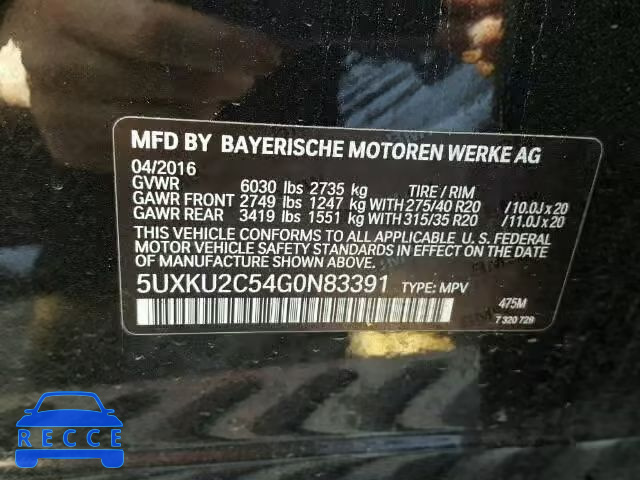 MFD BY BAYERISCHE MOTOREN WERKE AG
04/2016
GVWR 6030 lbs 2735 kg TIRE / RIM
GAWR FRONT 2749 lbs 1247 kg WITH 275/40 R20 / 10.0J x 20
GAWR REAR 3419 lbs 1551 kg WITH 315/35 R20 / 11.0J x 20
THIS VEHICLE CONFORMS TO ALL APPLICABLE U. S. FEDERAL
MOTOR VEHICLE SAFETY STANDARDS IN EFFECT ON THE
DATE OF MANUFACTURE SHOWN ABOVE.
5UXKU2C54G0N83391 TYPE: MPV
475M
7 320 729
SEE CARS